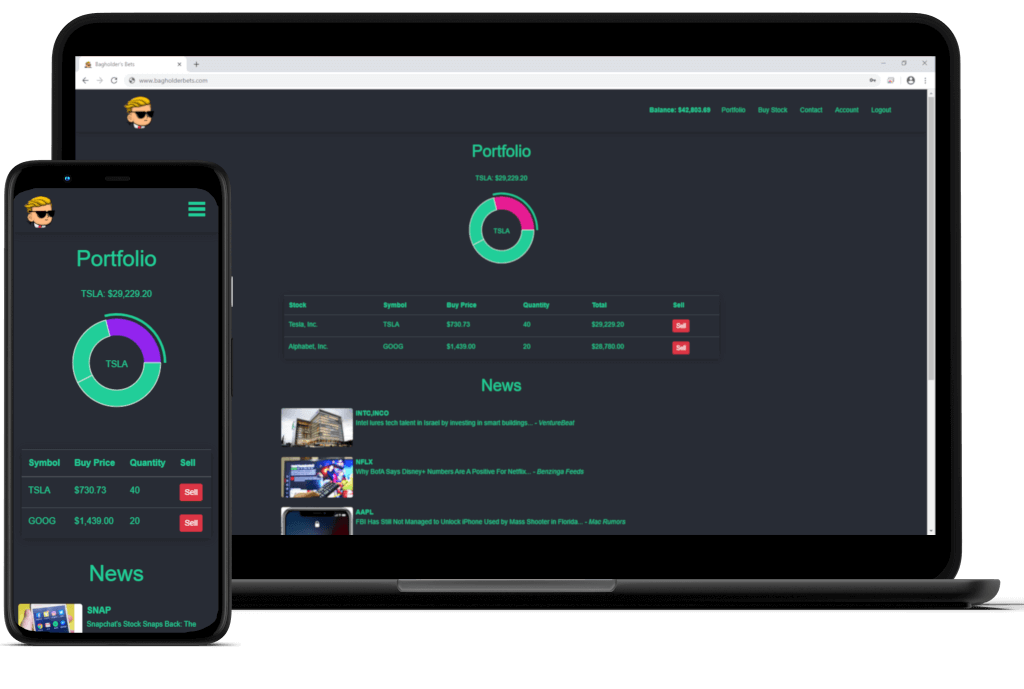 Bagholder's Bets
www.bagholderbets.com
Balance: $42,803.69 Portfolio Buy Stock Contact Account Logout
Portfolio
TSLA: $29,229.20
TSLA
Stock Symbol Buy Price Quantity Total Sell
Tesla, Inc. TSLA $730.73 40 $29,229.20 Sell
Alphabet, Inc. GOOG $1,439.00 20 $28,780.00 Sell
News
INTC,INCO
Intel lures tech talent in Israel by investing in smart buildings... - VentureBeat
NFLX
Why BofA Says Disney+ Numbers Are A Positive For Netflix... - Benzinga Feeds
AAPL
FBI Has Still Not Managed to Unlock iPhone Used by Mass Shooter in Florida... - Mac Rumors
Portfolio
TSLA: $29,229.20
TSLA
Symbol Buy Price Quantity Sell
TSLA $730.73 40 Sell
GOOG $1,439.00 20 Sell
News
SNAP
Snapchat's Stock Snaps Back: The